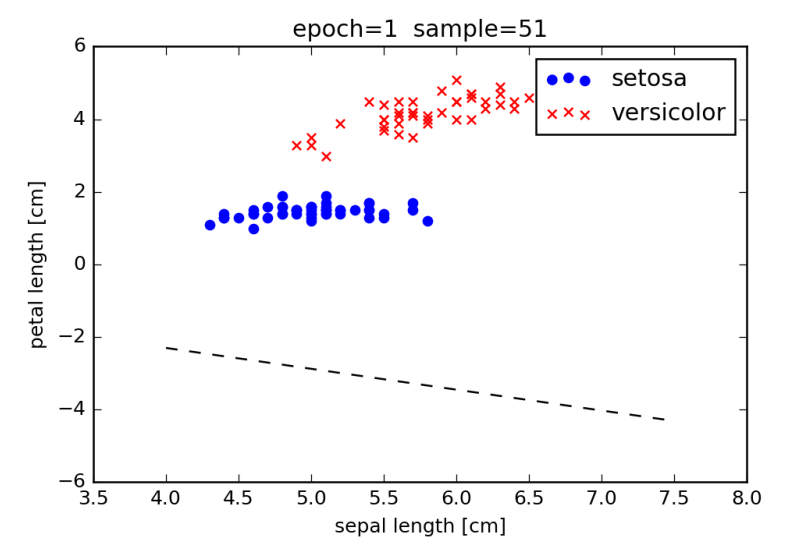 epoch=1 sample=51
setosa
versicolor
petal length [cm]
6
4
2
0
−2
−4
−6
3.5 4.0 4.5 5.0 5.5 6.0 6.5 7.0 7.5 8.0
sepal length [cm]